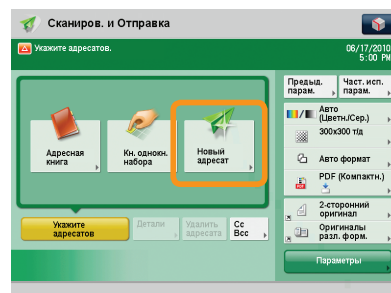 Сканиров. и Отправка
Укажите адресатов.
06/17/2010
5:00 PM
Предыд.
парам.
Част. исп.
парам.
Адресная
книга
Кн. однокн.
набора
Новый
адресат
Авто
(Цветн./Сер.)
300x300 т/д
Авто формат
PDF (Компактн.)
2-сторонний
оригинал
Оригиналы
разл. форм.
Укажите
адресатов
Детали
Удалить
адресата
Cc
Bcc
Параметры